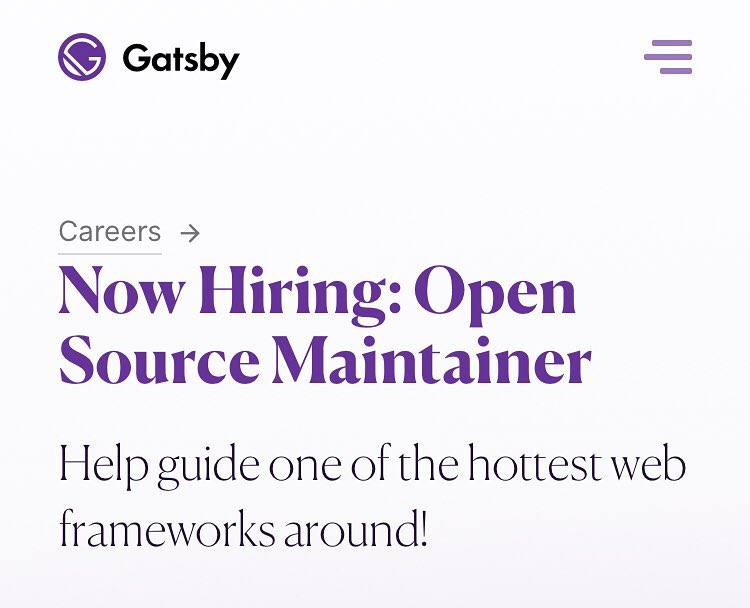 Gatsby
Careers →
Now Hiring: Open
Source Maintainer
Help guide one of the hottest web
frameworks around!